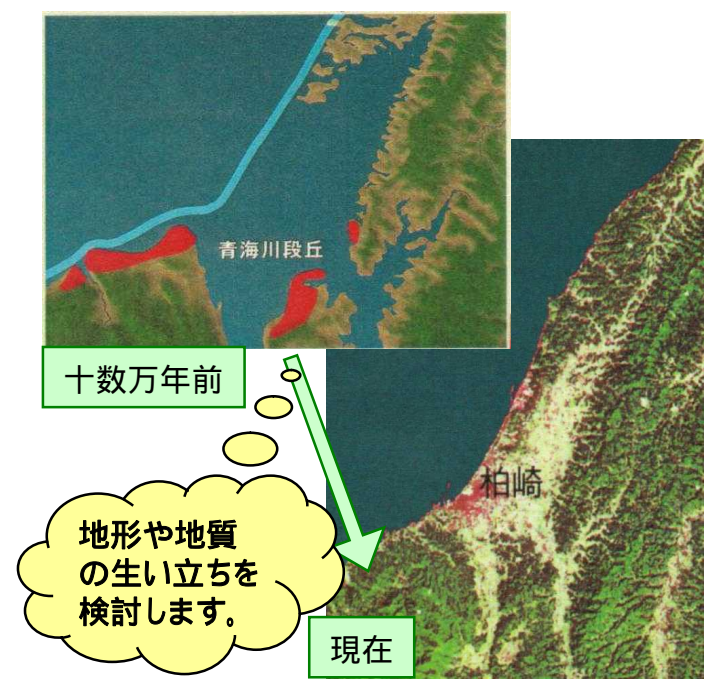 青海川段丘
十数万年前
柏崎
地形や地質
の生い立ちを
検討します。
現在